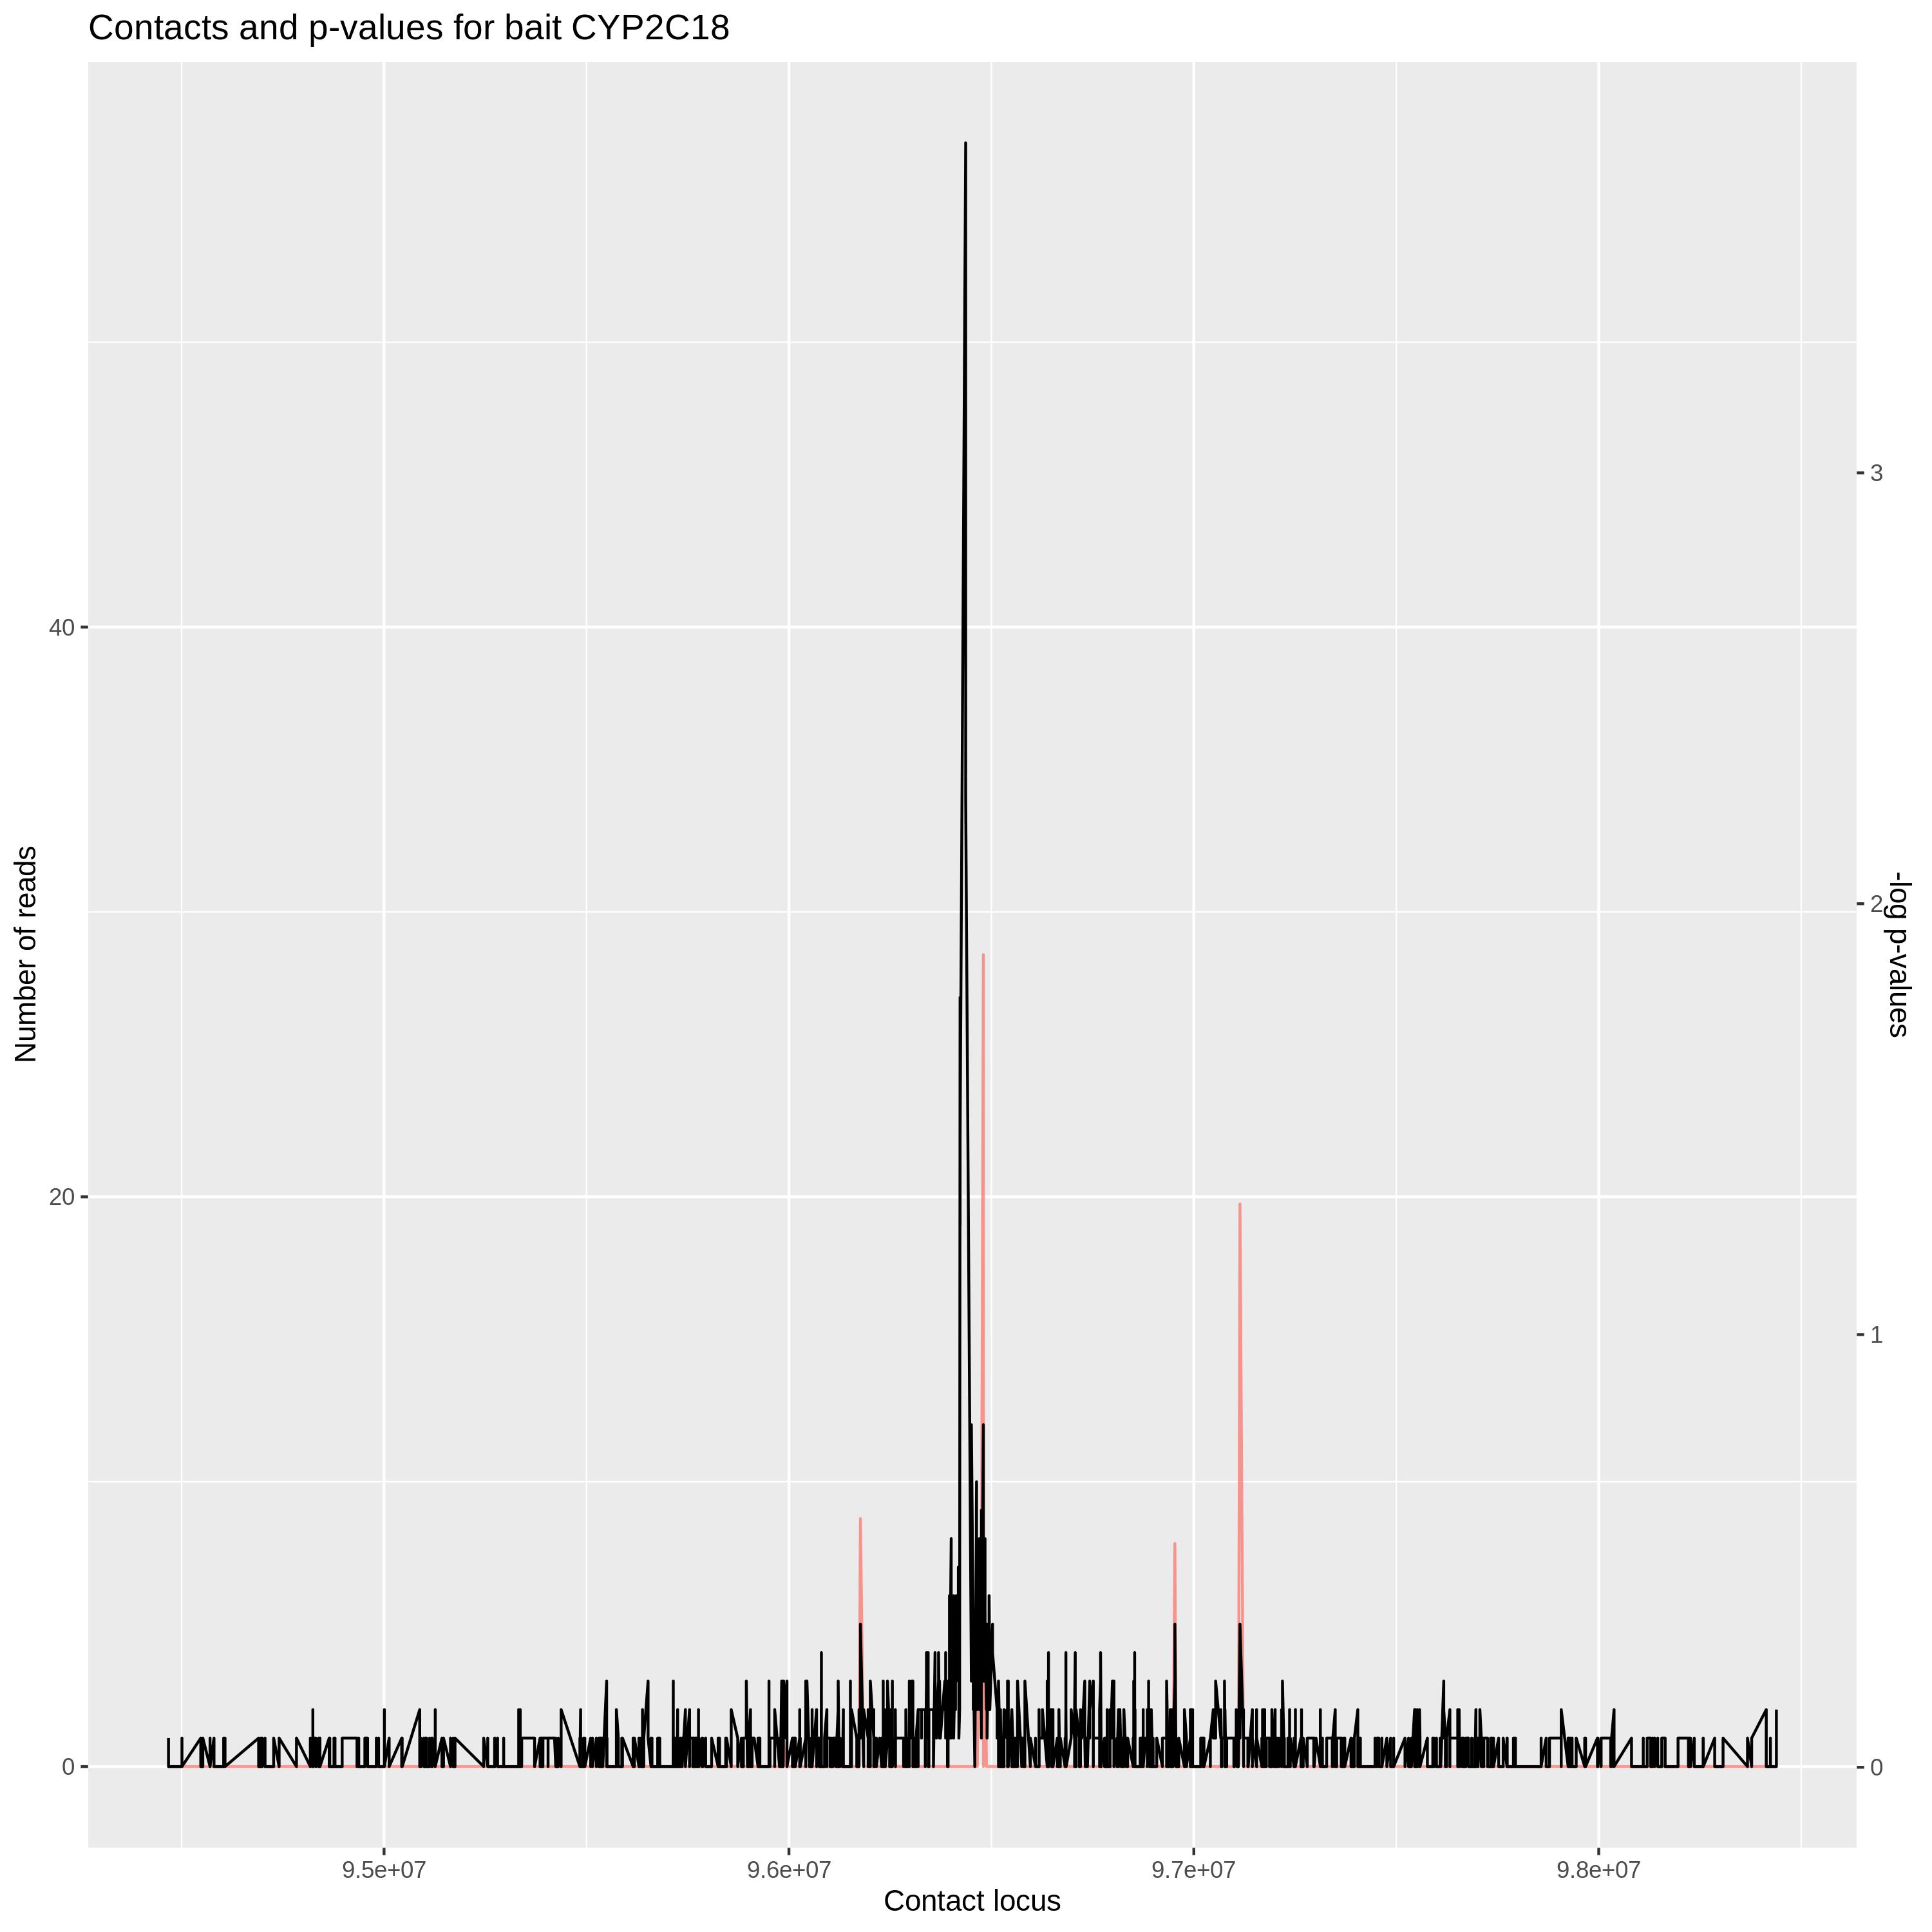 Contacts and p-values for bait CYP2C18
Number of reads
40
20
0
3
2
1
0
-log p-values
9.5e+07
9.6e+07
9.7e+07
9.8e+07
Contact locus